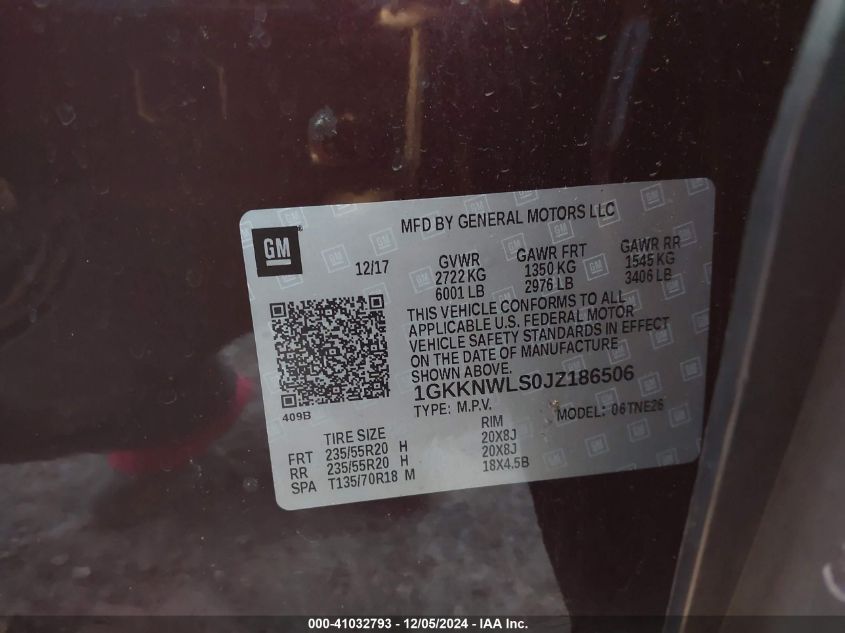 GM
MFD BY GENERAL MOTORS LLC
12/17
GVWR GAWR FRT GAWR RR
2722 KG 1350 KG 1545 KG
6001 LB 2976 LB 3406 LB
THIS VEHICLE CONFORMS TO ALL
APPLICABLE U.S. FEDERAL MOTOR
VEHICLE SAFETY STANDARDS IN EFFECT
ON THE DATE OF MANUFACTURE
SHOWN ABOVE.
1GKKNWLS0JZ186506
TYPE: M.P.V. MODEL: 06TNE26
409B
TIRE SIZE RIM
FRT 235/55R20 H 20X8J
RR 235/55R20 H 20X8J
SPA T135/70R18 M 18X4.5B
000-41032793 - 12/05/2024 - IAA Inc.